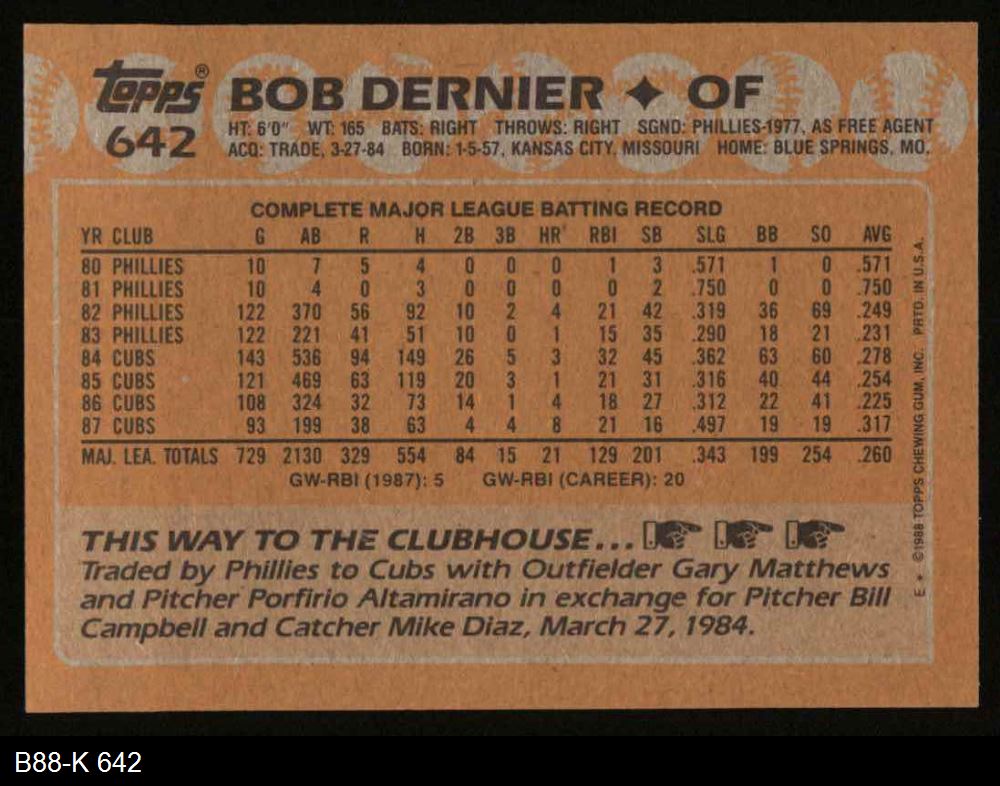 Topps® BOB DERNIER ✦ OF
642 HT: 6'0" WT: 165 BATS: RIGHT THROWS: RIGHT SGND: PHILLIES-1977, AS FREE AGENT
ACQ: TRADE, 3-27-84 BORN: 1-5-57, KANSAS CITY, MISSOURI HOME: BLUE SPRINGS, MO.
COMPLETE MAJOR LEAGUE BATTING RECORD
YR CLUB G AB R H 2B 3B HR RBI SB SLG BB SO AVG
80 PHILLIES 10 7 5 4 0 0 0 1 3 .571 1 0 .571
81 PHILLIES 10 4 0 3 0 0 0 0 2 .750 0 0 .750
82 PHILLIES 122 370 56 92 10 2 4 21 42 .319 36 69 .249
83 PHILLIES 122 221 41 51 10 0 1 15 35 .290 18 21 .231
84 CUBS 143 536 94 149 26 5 3 32 45 .362 63 60 .278
85 CUBS 121 469 63 119 20 3 1 21 31 .316 40 44 .254
86 CUBS 108 324 32 73 14 1 4 18 27 .312 22 41 .225
87 CUBS 93 199 38 63 4 4 8 21 16 .497 19 19 .317
MAJ. LEA. TOTALS 729 2130 329 554 84 15 21 129 201 .343 199 254 .260
GW-RBI (1987): 5 GW-RBI (CAREER): 20
THIS WAY TO THE CLUBHOUSE...
Traded by Phillies to Cubs with Outfielder Gary Matthews
and Pitcher Porfirio Altamirano in exchange for Pitcher Bill
Campbell and Catcher Mike Diaz, March 27, 1984.
E* ©1988 TOPPS CHEWING GUM, INC. PRTD. IN U.S.A.
B88-K 642